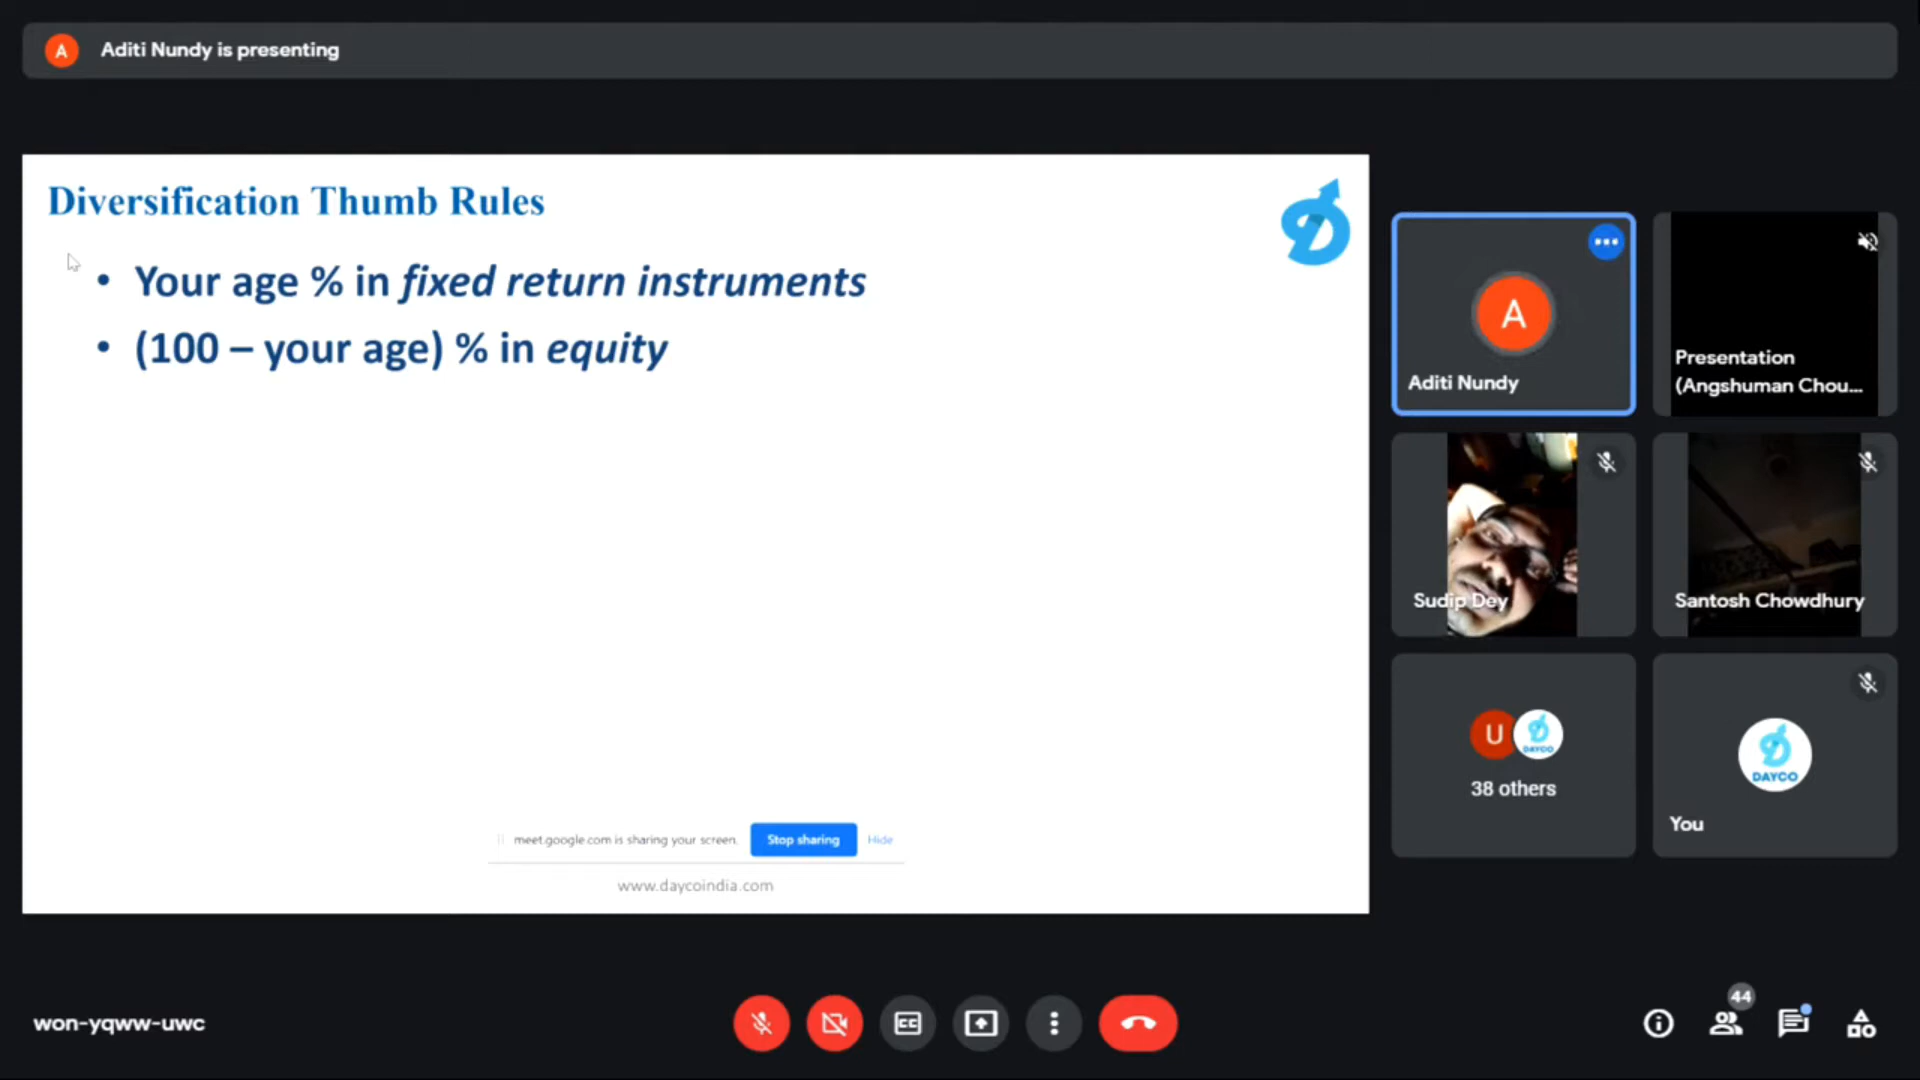 A Aditi Nundy is presenting
Diversification Thumb Rules
• Your age % in fixed return instruments
• (100 – your age) % in equity
meet.google.com is sharing your screen. Stop sharing Hide
www.daycoindia.com
A
Aditi Nundy
Presentation
(Angshuman Chou...
Sudip Dey
Santosh Chowdhury
U DAYCO
38 others
DAYCO
You
won-yqww-uwc
CC
44